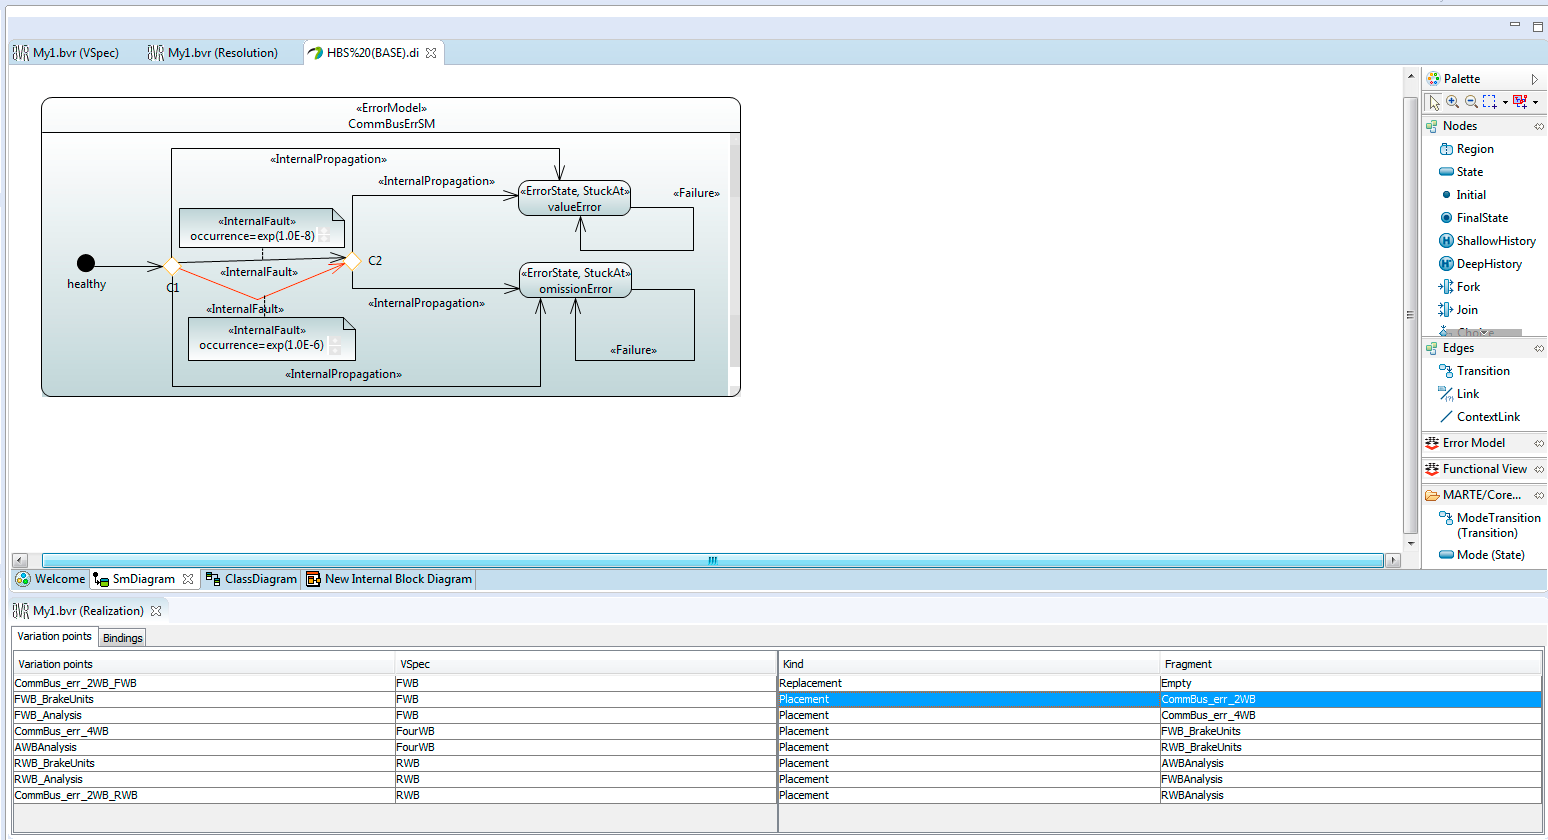 My1.bvr (VSpec)
My1.bvr (Resolution)
HBS%20(BASE).di
«ErrorModel»
CommBusErrSM
«InternalPropagation»
«InternalPropagation»
«ErrorState, StuckAt»
valueError
«Failure»
«InternalFault»
occurrence=exp(1.0E-8)
healthy
C1
C2
«InternalFault»
«ErrorState, StuckAt»
omissionError
«InternalPropagation»
«InternalFault»
«InternalFault»
occurrence=exp(1.0E-6)
«Failure»
«InternalPropagation»
Palette
Nodes
Region
State
Initial
FinalState
ShallowHistory
DeepHistory
Fork
Join
Choice
Edges
Transition
Link
ContextLink
Error Model
Functional View
MARTE/Core...
ModeTransition
(Transition)
Mode (State)
Welcome
SmDiagram
ClassDiagram
New Internal Block Diagram
My1.bvr (Realization)
Variation points
Bindings
Variation points VSpec Kind Fragment
CommBus_err_2WB_FWB FWB Replacement Empty
FWB_BrakeUnits FWB Placement CommBus_err_2WB
FWB_Analysis FWB Placement CommBus_err_4WB
CommBus_err_4WB FourWB Placement FWB_BrakeUnits
AWBAnalysis FourWB Placement RWB_BrakeUnits
RWB_BrakeUnits RWB Placement AWBAnalysis
RWB_Analysis RWB Placement FWBAnalysis
CommBus_err_2WB_RWB RWB Placement RWBAnalysis